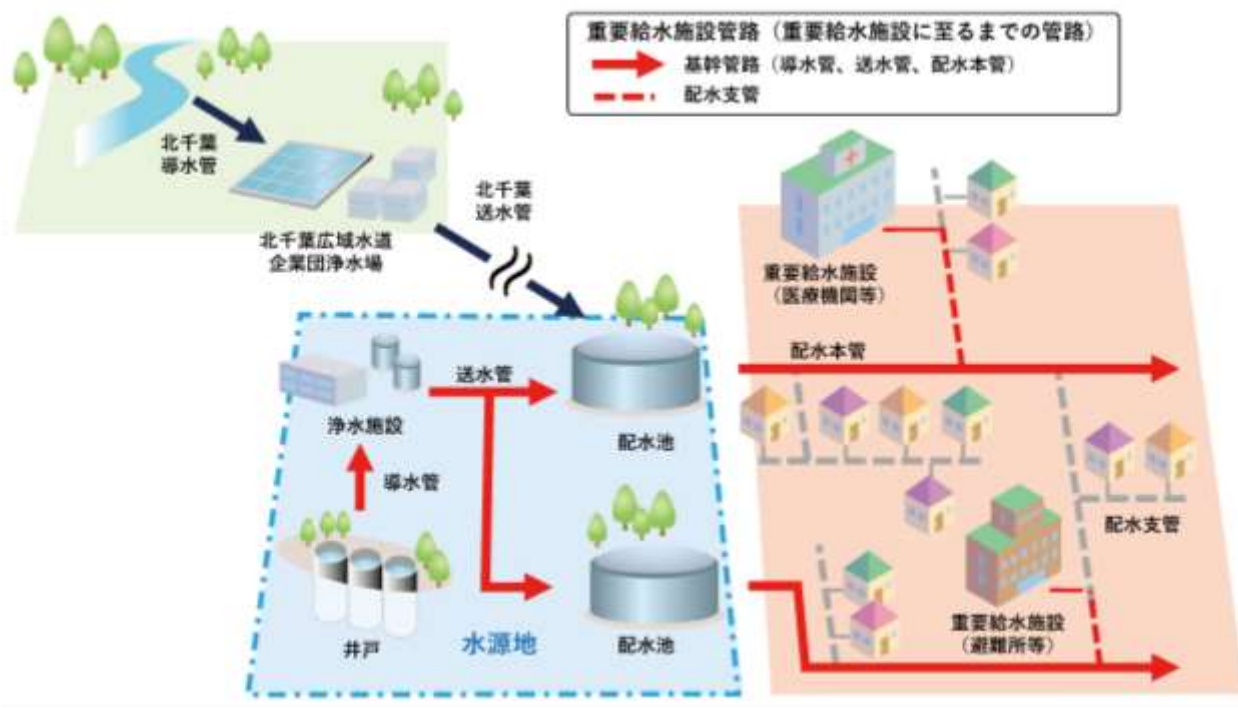 重要給水施設管路（重要給水施設に至るまでの管路）
基幹管路（導水管、送水管、配水本管）
配水支管
北千葉
導水管
北千葉
送水管
北千葉広域水道
企業団浄水場
重要給水施設
（医療機関等）
配水本管
送水管
浄水施設
配水池
導水管
配水支管
井戸
水源地
配水池
重要給水施設
（避難所等）